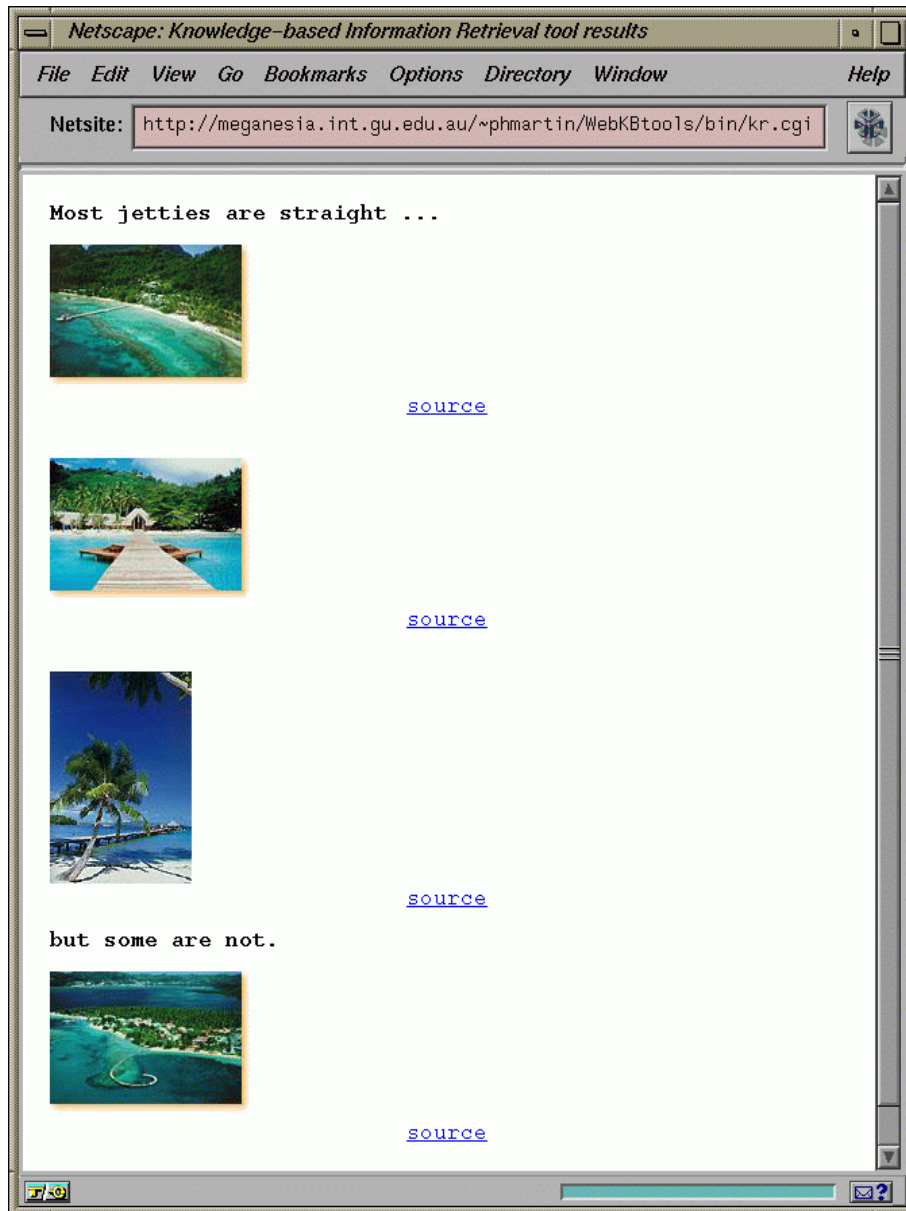 Netscape: Knowledge-based Information Retrieval tool results
File Edit View Go Bookmarks Options Directory Window Help
Netsite: http://meganesia.int.gu.edu.au/~phmartin/WebKBtools/bin/kr.cgi
Most jetties are straight ...
source
source
source
but some are not.
source
?